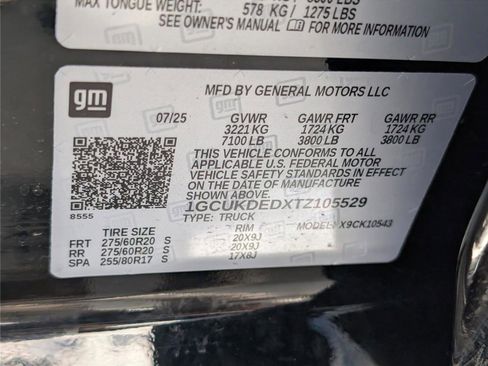 MAX TONGUE WEIGHT: 578 KG / 1275 LBS
SEE OWNER'S MANUAL FOR MORE INFORMATION
gm
MFD BY GENERAL MOTORS LLC
07/25 GVWR GAWR FRT GAWR RR
3221 KG 1724 KG 1724 KG
7100 LB 3800 LB 3800 LB
THIS VEHICLE CONFORMS TO ALL
APPLICABLE U.S. FEDERAL MOTOR
VEHICLE SAFETY STANDARDS IN
EFFECT ON THE DATE OF MANUFACTURE
SHOWN ABOVE.
1GCUKDEDXTZ105529
8555
TYPE: TRUCK MODEL: X9CK10543
TIRE SIZE RIM
FRT 275/60R20 S 20X9J
RR 275/60R20 S 20X9J
SPA 255/80R17 S 17X8J